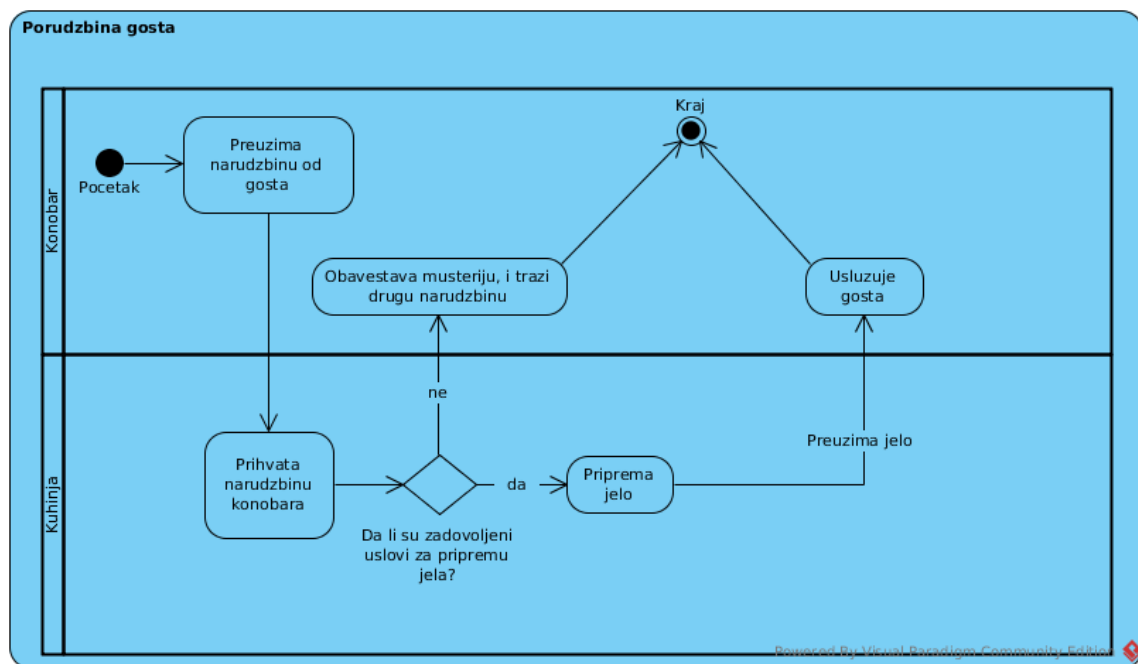 Porudzbina gosta
Konobar
Pocetak
Preuzima
narudzbinu od
gosta
Kraj
Obavestava musteriju, i trazi
drugu narudzbinu
Usluzuje
gosta
Kuhinja
ne
Prihvata
narudzbinu
konobara
Da li su zadovoljeni
uslovi za pripremu
jela?
da
Priprema
jelo
Preuzima jelo
Powered By Visual Paradigm Community Edition